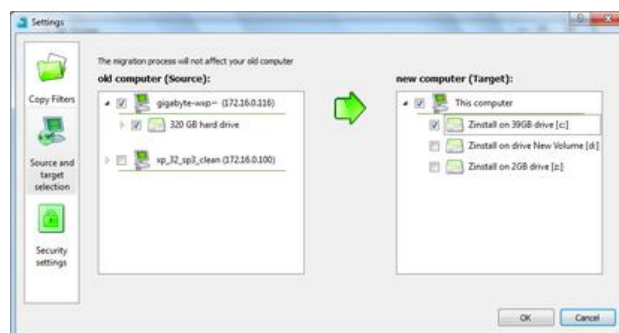 Settings
Copy Filters
Source and
target
selection
Security
settings
The migration process will not affect your old computer
old computer (Source):
gigabyte-wxp~ (172.16.0.116)
320 GB hard drive
xp_32_sp3_clean (172.16.0.100)
new computer (Target):
This computer
Zinstall on 39GB drive [c:]
Zinstall on drive New Volume [d:]
Zinstall on 2GB drive [z:]
OK
Cancel